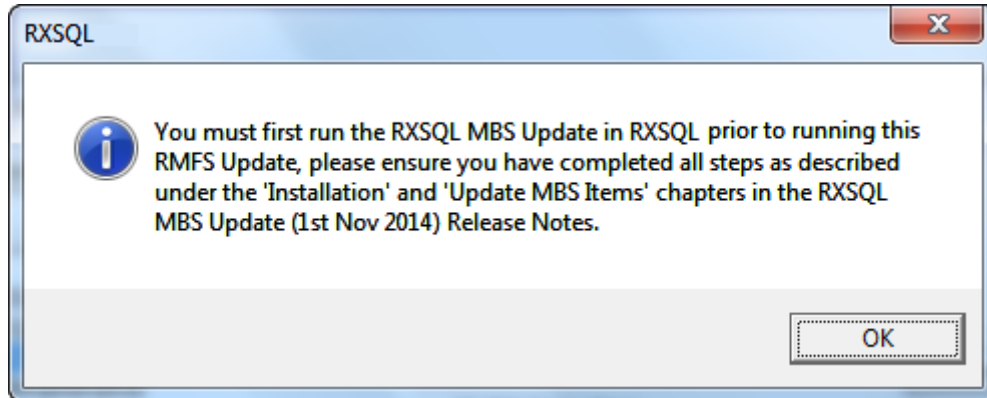 RXSQL
You must first run the RXSQL MBS Update in RXSQL prior to running this
RMFS Update, please ensure you have completed all steps as described
under the 'Installation' and 'Update MBS Items' chapters in the RXSQL
MBS Update (1st Nov 2014) Release Notes.
OK